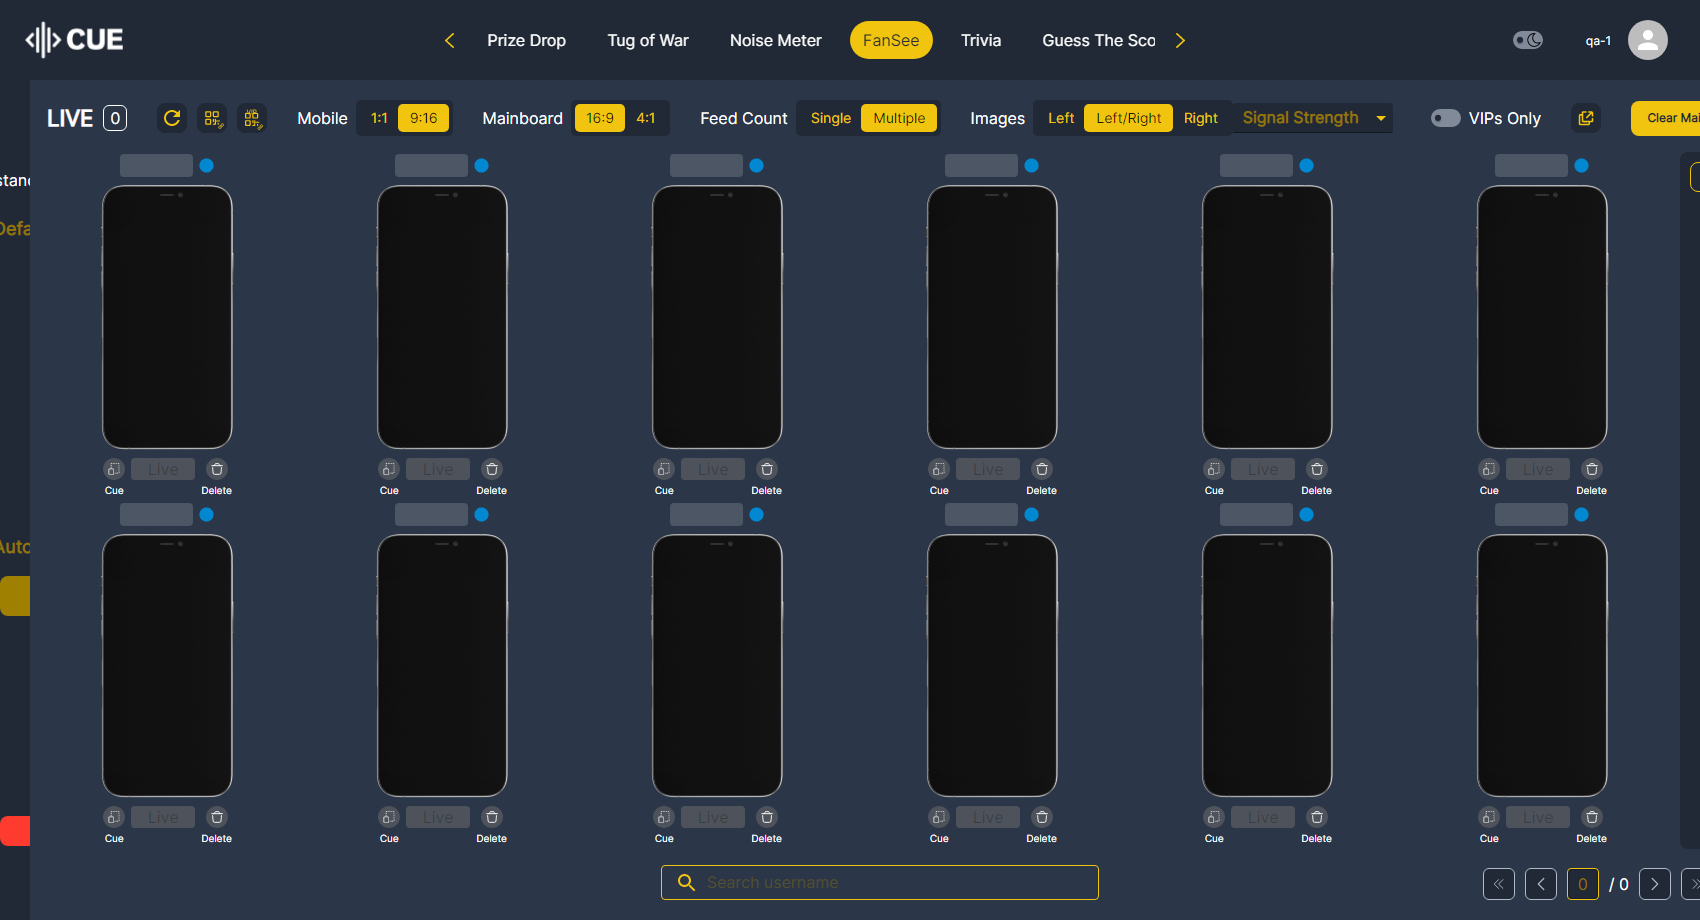 CUE
Prize Drop Tug of War Noise Meter FanSee Trivia Guess The Sco
qa-1
LIVE 0 Mobile 1:1 9:16 Mainboard 16:9 4:1 Feed Count Single Multiple Images Left Left/Right Right Signal Strength VIPs Only Clear Mai
stand
Defa
Live Live Live Live Live Live
Cue Delete Cue Delete Cue Delete Cue Delete Cue Delete Cue Delete
Auto
Live Live Live Live Live Live
Cue Delete Cue Delete Cue Delete Cue Delete Cue Delete Cue Delete
Search username
0 / 0